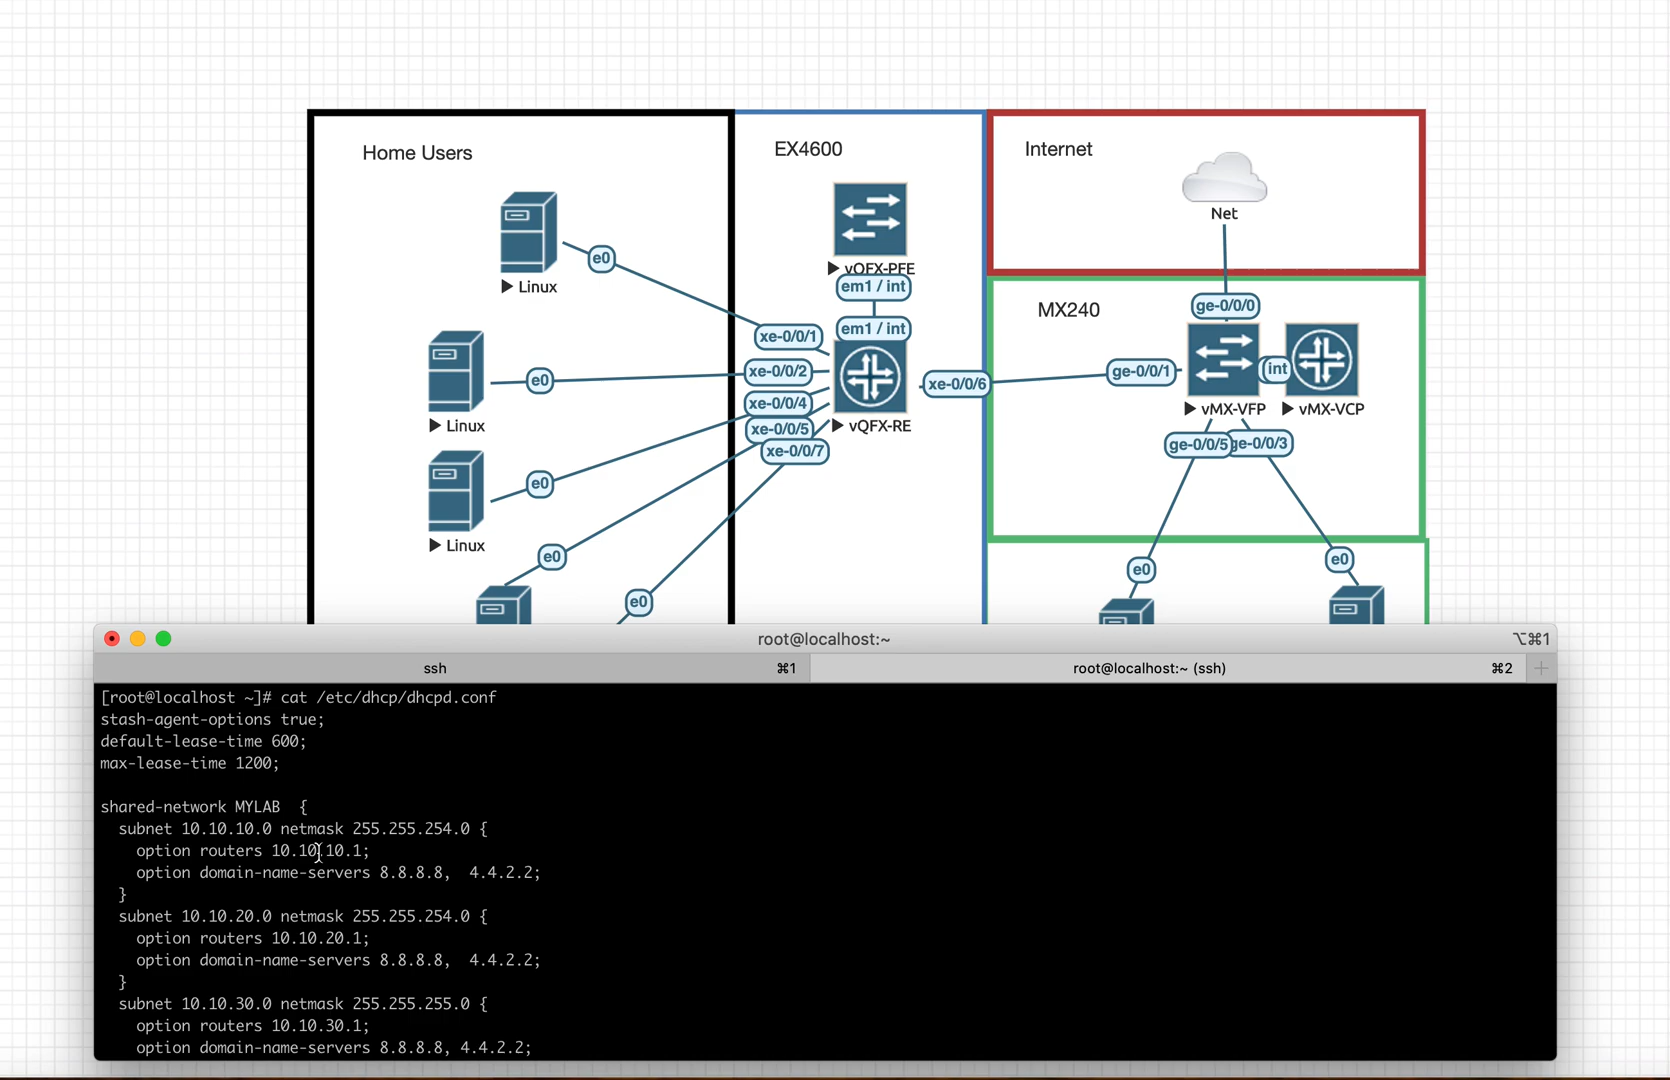 Home Users
EX4600
Internet
Net
MX240
Linux
e0
vQFX-PFE
em1 / int
em1 / int
xe-0/0/1
xe-0/0/2
xe-0/0/4
xe-0/0/5
xe-0/0/7
vQFX-RE
xe-0/0/6
ge-0/0/0
ge-0/0/1
int
vMX-VFP
vMX-VCP
ge-0/0/5
ge-0/0/3
e0
Linux
e0
Linux
e0
e0
e0
e0
root@localhost:~
⌥⌘1
ssh
⌘1
root@localhost:~ (ssh)
⌘2
[root@localhost ~]# cat /etc/dhcp/dhcpd.conf
stash-agent-options true;
default-lease-time 600;
max-lease-time 1200;
shared-network MYLAB  {
  subnet 10.10.10.0 netmask 255.255.254.0 {
    option routers 10.10.10.1;
    option domain-name-servers 8.8.8.8,  4.4.2.2;
  }
  subnet 10.10.20.0 netmask 255.255.254.0 {
    option routers 10.10.20.1;
    option domain-name-servers 8.8.8.8,  4.4.2.2;
  }
  subnet 10.10.30.0 netmask 255.255.255.0 {
    option routers 10.10.30.1;
    option domain-name-servers 8.8.8.8, 4.4.2.2;